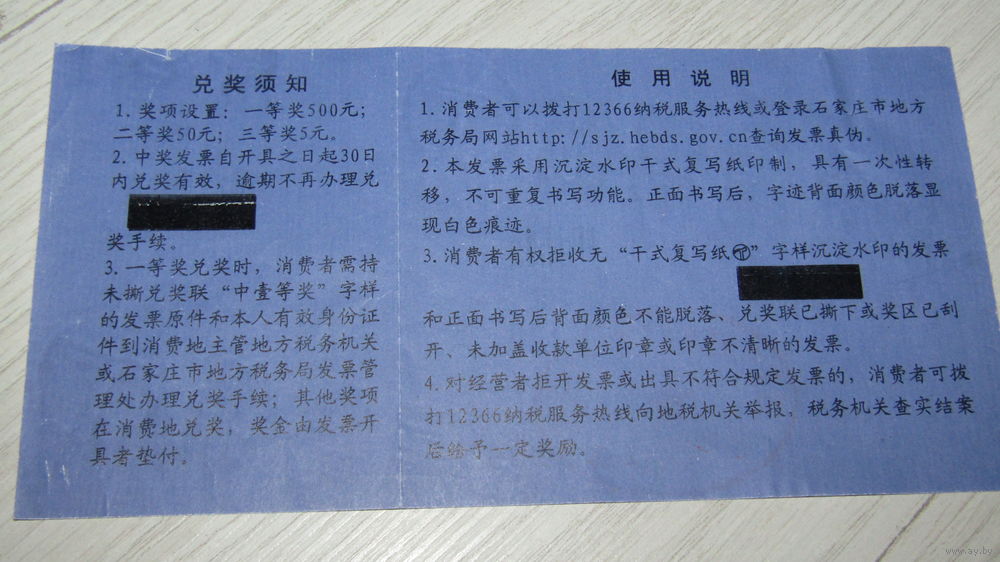 兑奖须知
1. 奖项设置：一等奖500元；
二等奖50元；三等奖5元。
2. 中奖发票自开具之日起30日
内兑奖有效，逾期不再办理兑
奖手续。
3. 一等奖兑奖时，消费者需持
未撕兑奖联“中壹等奖”字样
的发票原件和本人有效身份证
件到消费地主管地方税务机关
或石家庄市地方税务局发票管
理处办理兑奖手续；其他奖项
在消费地兑奖，奖金由发票开
具者垫付。
使用说明
1. 消费者可以拨打12366纳税服务热线或登录石家庄市地方
税务局网站http://sjz.hebds.gov.cn查询发票真伪。
2. 本发票采用沉淀水印干式复写纸印制，具有一次性转
移，不可重复书写功能。正面书写后，字迹背面颜色脱落显
现白色痕迹。
3. 消费者有权拒收无“干式复写纸”字样沉淀水印的发票
和正面书写后背面颜色不能脱落、兑奖联已撕下或奖区已刮
开、未加盖收款单位印章或印章不清晰的发票。
4. 对经营者拒开发票或出具不符合规定发票的，消费者可拨
打12366纳税服务热线向地税机关举报，税务机关查实结案
后给予一定奖励。
www.ay.by